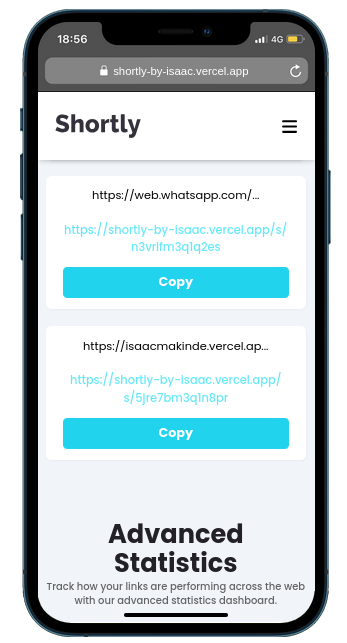 18:56
4G
shortly-by-isaac.vercel.app
Shortly
https://web.whatsapp.com/...
https://shortly-by-isaac.vercel.app/s/
n3vrlfm3q1q2es
Copy
https://isaacmakinde.vercel.ap...
https://shortly-by-isaac.vercel.app/
s/5jre7bm3q1n8pr
Copy
Advanced
Statistics
Track how your links are performing across the web
with our advanced statistics dashboard.